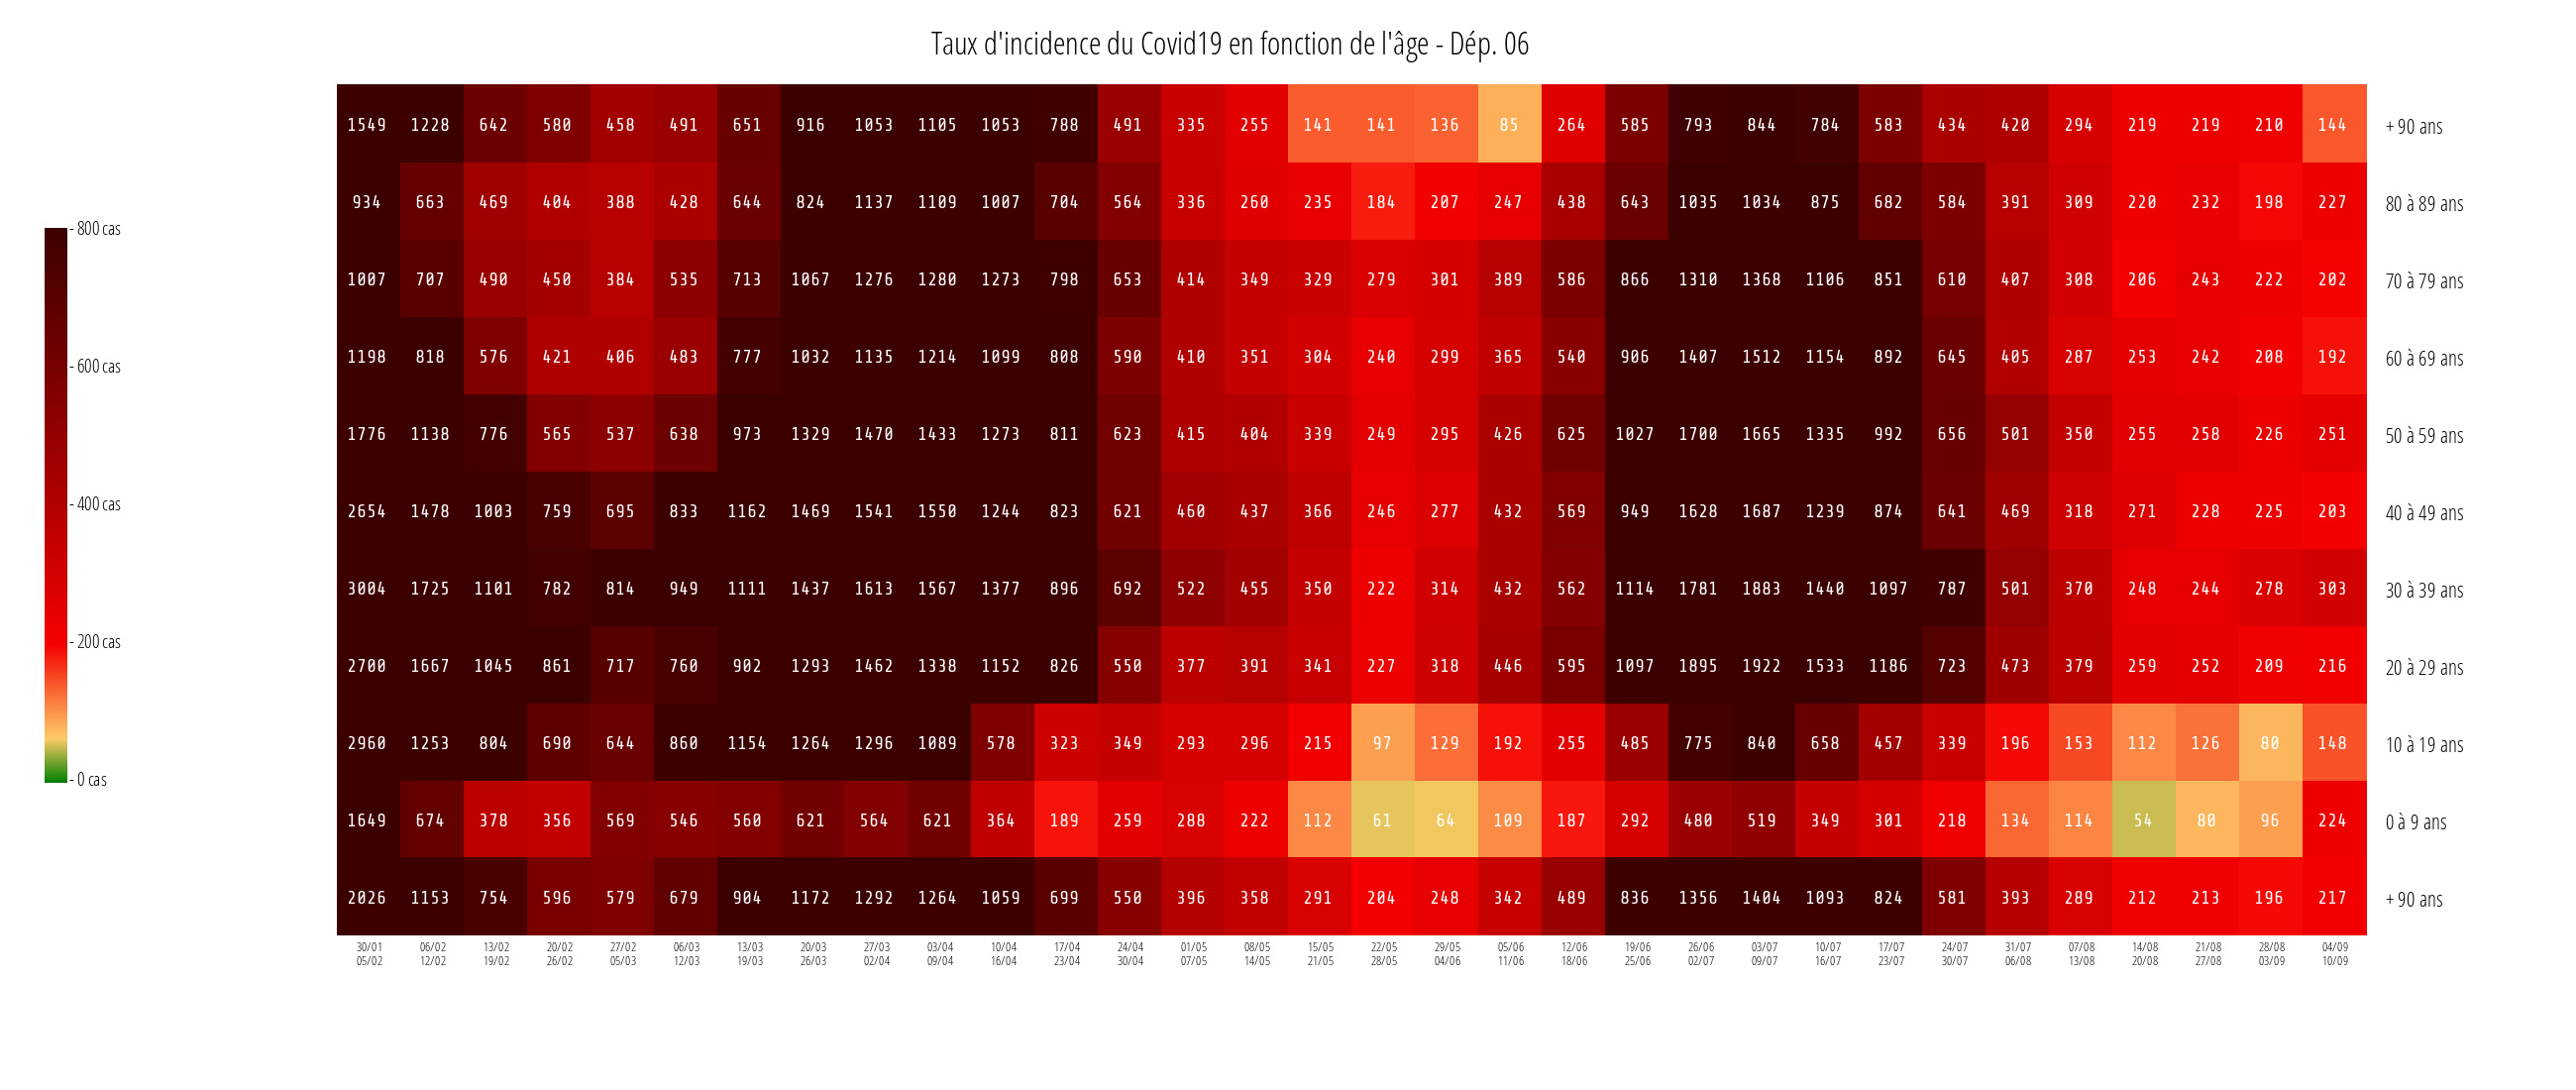 Taux d'incidence du Covid19 en fonction de l'âge - Dép. 06
- 800 cas
- 600 cas
- 400 cas
- 200 cas
- 0 cas
1549 1228 642 580 458 491 651 916 1053 1105 1053 788 491 335 255 141 141 136 85 264 585 793 844 784 583 434 420 294 219 219 210 144 + 90 ans
934 663 469 404 388 428 644 824 1137 1109 1007 704 564 336 260 235 184 207 247 438 643 1035 1034 875 682 584 391 309 220 232 198 227 80 à 89 ans
1007 707 490 450 384 535 713 1067 1276 1280 1273 798 653 414 349 329 279 301 389 586 866 1310 1368 1106 851 610 407 308 206 243 222 202 70 à 79 ans
1198 818 576 421 406 483 777 1032 1135 1214 1099 808 590 410 351 304 240 299 365 540 906 1407 1512 1154 892 645 405 287 253 242 208 192 60 à 69 ans
1776 1138 776 565 537 638 973 1329 1470 1433 1273 811 623 415 404 339 249 295 426 625 1027 1700 1665 1335 992 656 501 350 255 258 226 251 50 à 59 ans
2654 1478 1003 759 695 833 1162 1469 1541 1550 1244 823 621 460 437 366 246 277 432 569 949 1628 1687 1239 874 641 469 318 271 228 225 203 40 à 49 ans
3004 1725 1101 782 814 949 1111 1437 1613 1567 1377 896 692 522 455 350 222 314 432 562 1114 1781 1883 1440 1097 787 501 370 248 244 278 303 30 à 39 ans
2700 1667 1045 861 717 760 902 1293 1462 1338 1152 826 550 377 391 341 227 318 446 595 1097 1895 1922 1533 1186 723 473 379 259 252 209 216 20 à 29 ans
2960 1253 804 690 644 860 1154 1264 1296 1089 578 323 349 293 296 215 97 129 192 255 485 775 840 658 457 339 196 153 112 126 80 148 10 à 19 ans
1649 674 378 356 569 546 560 621 564 621 364 189 259 288 222 112 61 64 109 187 292 480 519 349 301 218 134 114 54 80 96 224 0 à 9 ans
2026 1153 754 596 579 679 904 1172 1292 1264 1059 699 550 396 358 291 204 248 342 489 836 1356 1404 1093 824 581 393 289 212 213 196 217 + 90 ans
30/01 06/02 13/02 20/02 27/02 06/03 13/03 20/03 27/03 03/04 10/04 17/04 24/04 01/05 08/05 15/05 22/05 29/05 05/06 12/06 19/06 26/06 03/07 10/07 17/07 24/07 31/07 07/08 14/08 21/08 28/08 04/09
05/02 12/02 19/02 26/02 05/03 12/03 19/03 26/03 02/04 09/04 16/04 23/04 30/04 07/05 14/05 21/05 28/05 04/06 11/06 18/06 25/06 02/07 09/07 16/07 23/07 30/07 06/08 13/08 20/08 27/08 03/09 10/09